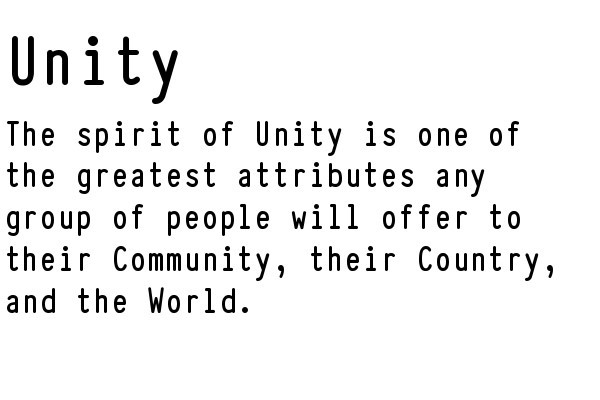 Unity
The spirit of Unity is one of
the greatest attributes any
group of people will offer to
their Community, their Country,
and the World.